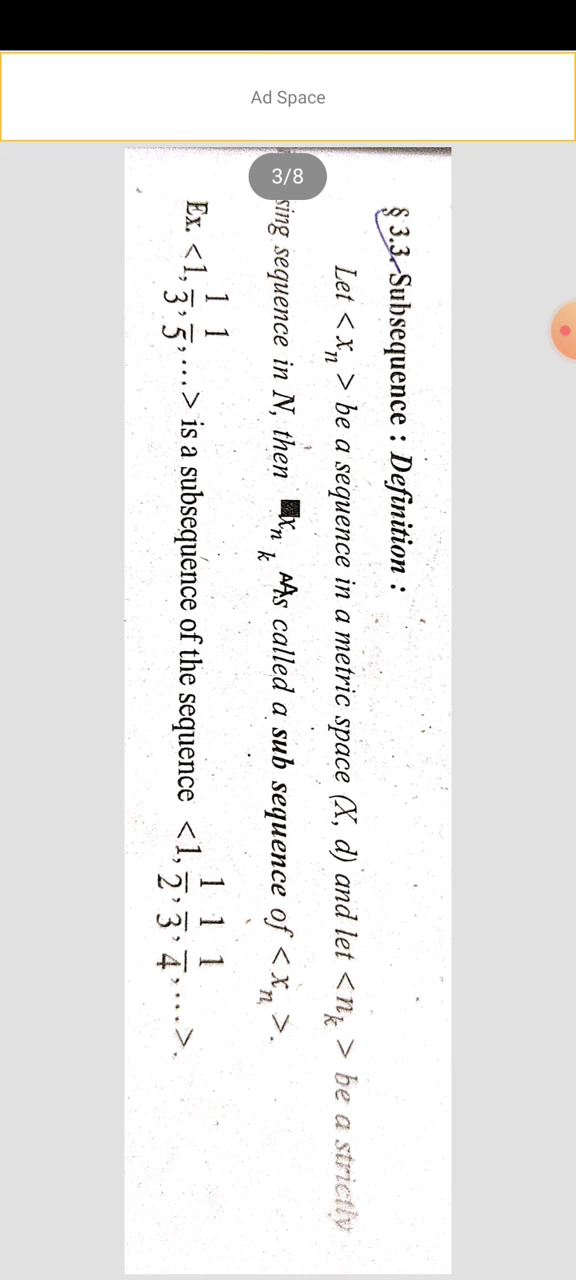 Ad Space
3/8
§ 3.3. Subsequence : Definition :
Let < xₙ > be a sequence in a metric space (X, d) and let < nₖ > be a strictly
sing sequence in N, then xₙₖ called a sub sequence of < xₙ >.
Ex. <1, 1/3, 1/5, ...> is a subsequence of the sequence <1, 1/2, 1/3, 1/4, ...>.